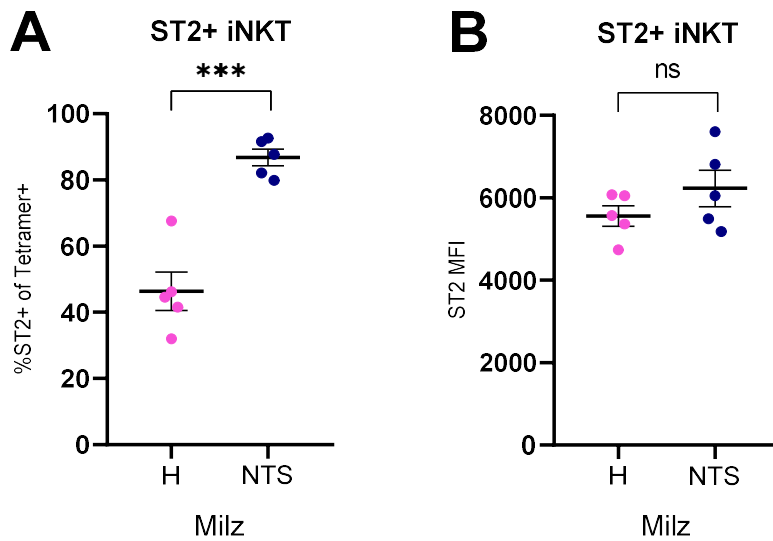 A
ST2+ iNKT
***
%ST2+ of Tetramer+
100
80
60
40
20
0
H NTS
Milz
B
ST2+ iNKT
ns
ST2 MFI
8000
6000
4000
2000
0
H NTS
Milz